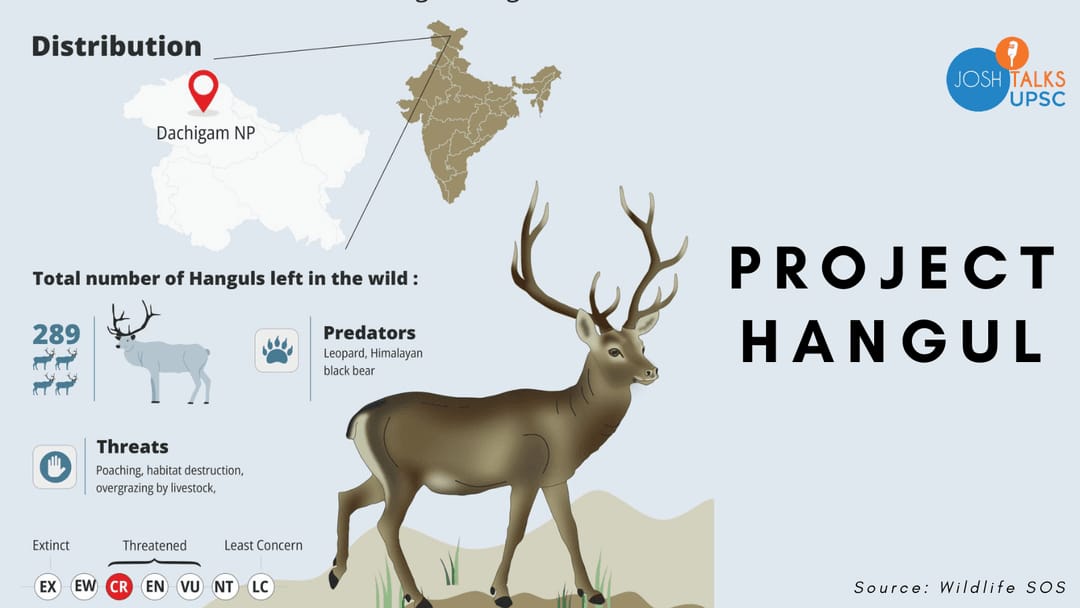 Distribution
Dachigam NP
JOSH TALKS
UPSC
PROJECT
HANGUL
Total number of Hanguls left in the wild :
289
Predators
Leopard, Himalayan
black bear
Threats
Poaching, habitat destruction,
overgrazing by livestock,
Extinct
Threatened
Least Concern
EX EW CR EN VU NT LC
Source: Wildlife SOS